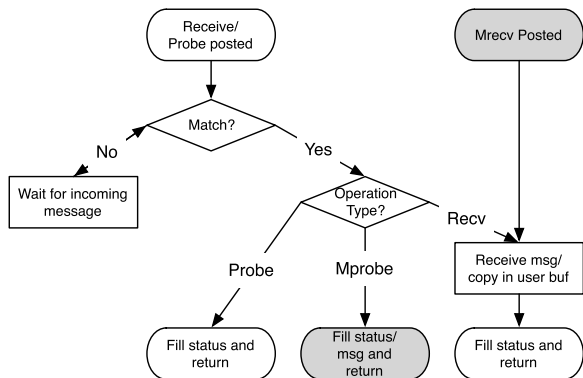 Receive/
Probe posted
Mrecv Posted
Match?
No
Yes
Wait for incoming
message
Operation
Type?
Recv
Probe
Mprobe
Receive msg/
copy in user buf
Fill status and
return
Fill status/
msg and
return
Fill status and
return